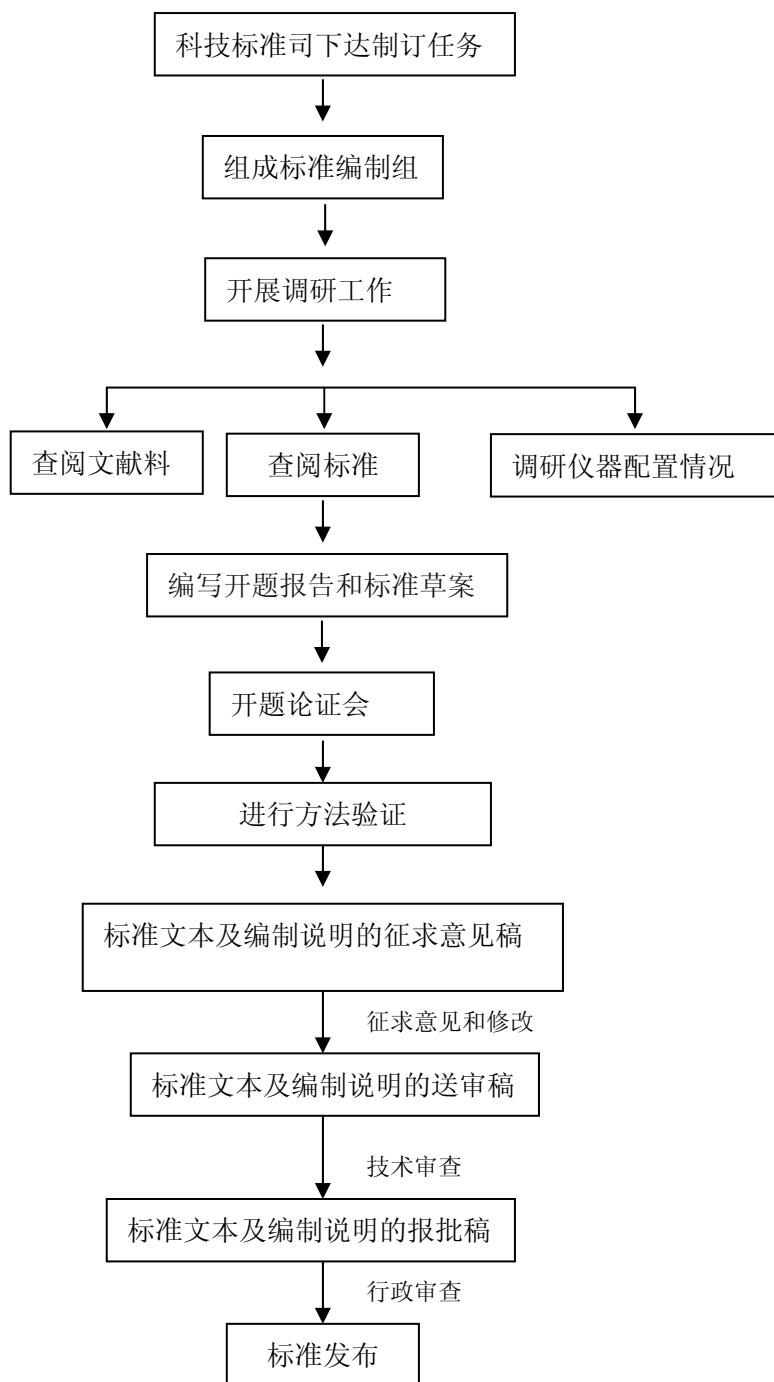 科技标准司下达制订任务
组成标准编制组
开展调研工作
查阅文献料
查阅标准
调研仪器配置情况
编写开题报告和标准草案
开题论证会
进行方法验证
标准文本及编制说明的征求意见稿
征求意见和修改
标准文本及编制说明的送审稿
技术审查
标准文本及编制说明的报批稿
行政审查
标准发布